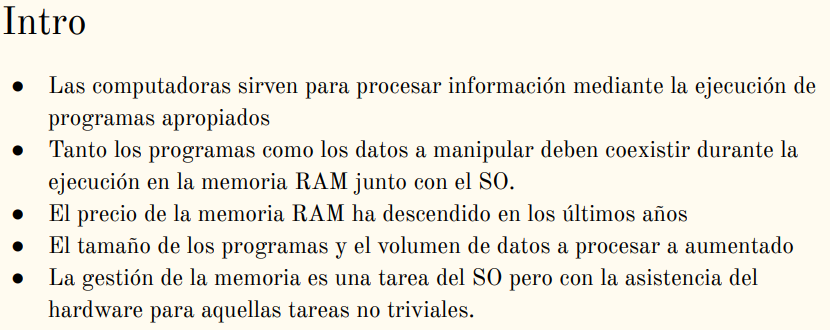 Intro
● Las computadoras sirven para procesar información mediante la ejecución de
programas apropiados
● Tanto los programas como los datos a manipular deben coexistir durante la
ejecución en la memoria RAM junto con el SO.
● El precio de la memoria RAM ha descendido en los últimos años
● El tamaño de los programas y el volumen de datos a procesar a aumentado
● La gestión de la memoria es una tarea del SO pero con la asistencia del
hardware para aquellas tareas no triviales.